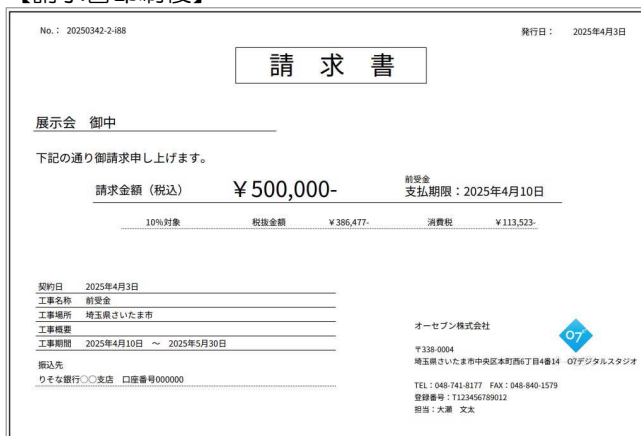 【請求書印刷後】
No.： 20250342-2-i88
発行日： 2025年4月3日
請 求 書
展示会 御中
下記の通り御請求申し上げます。
請求金額（税込） ￥500,000-
前受金
支払期限：2025年4月10日
10%対象 税抜金額 ￥386,477- 消費税 ￥113,523-
契約日 2025年4月3日
工事名称 前受金
工事場所 埼玉県さいたま市
工事概要
工事期間 2025年4月10日 ～ 2025年5月30日
振込先
りそな銀行○○支店 口座番号000000
オーセブン株式会社
O7
〒338-0004
埼玉県さいたま市中央区本町西6丁目4番14 O7デジタルスタジオ
TEL：048-741-8177 FAX：048-840-1579
登録番号：T123456789012
担当：大瀬 文太